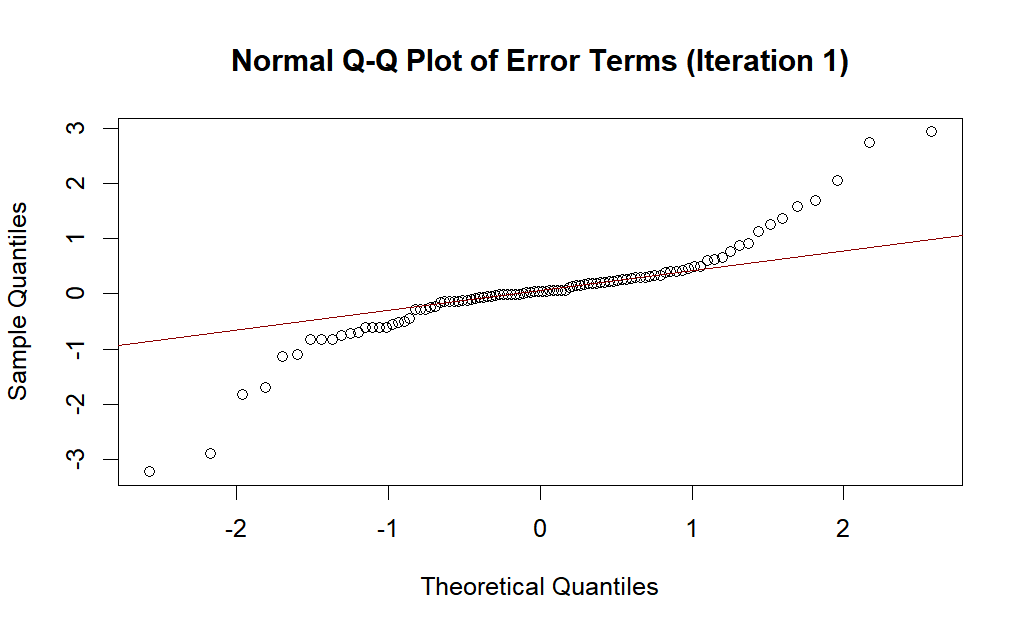 Normal Q-Q Plot of Error Terms (Iteration 1)
Sample Quantiles
3
2
1
0
-1
-2
-3
-2 -1 0 1 2
Theoretical Quantiles